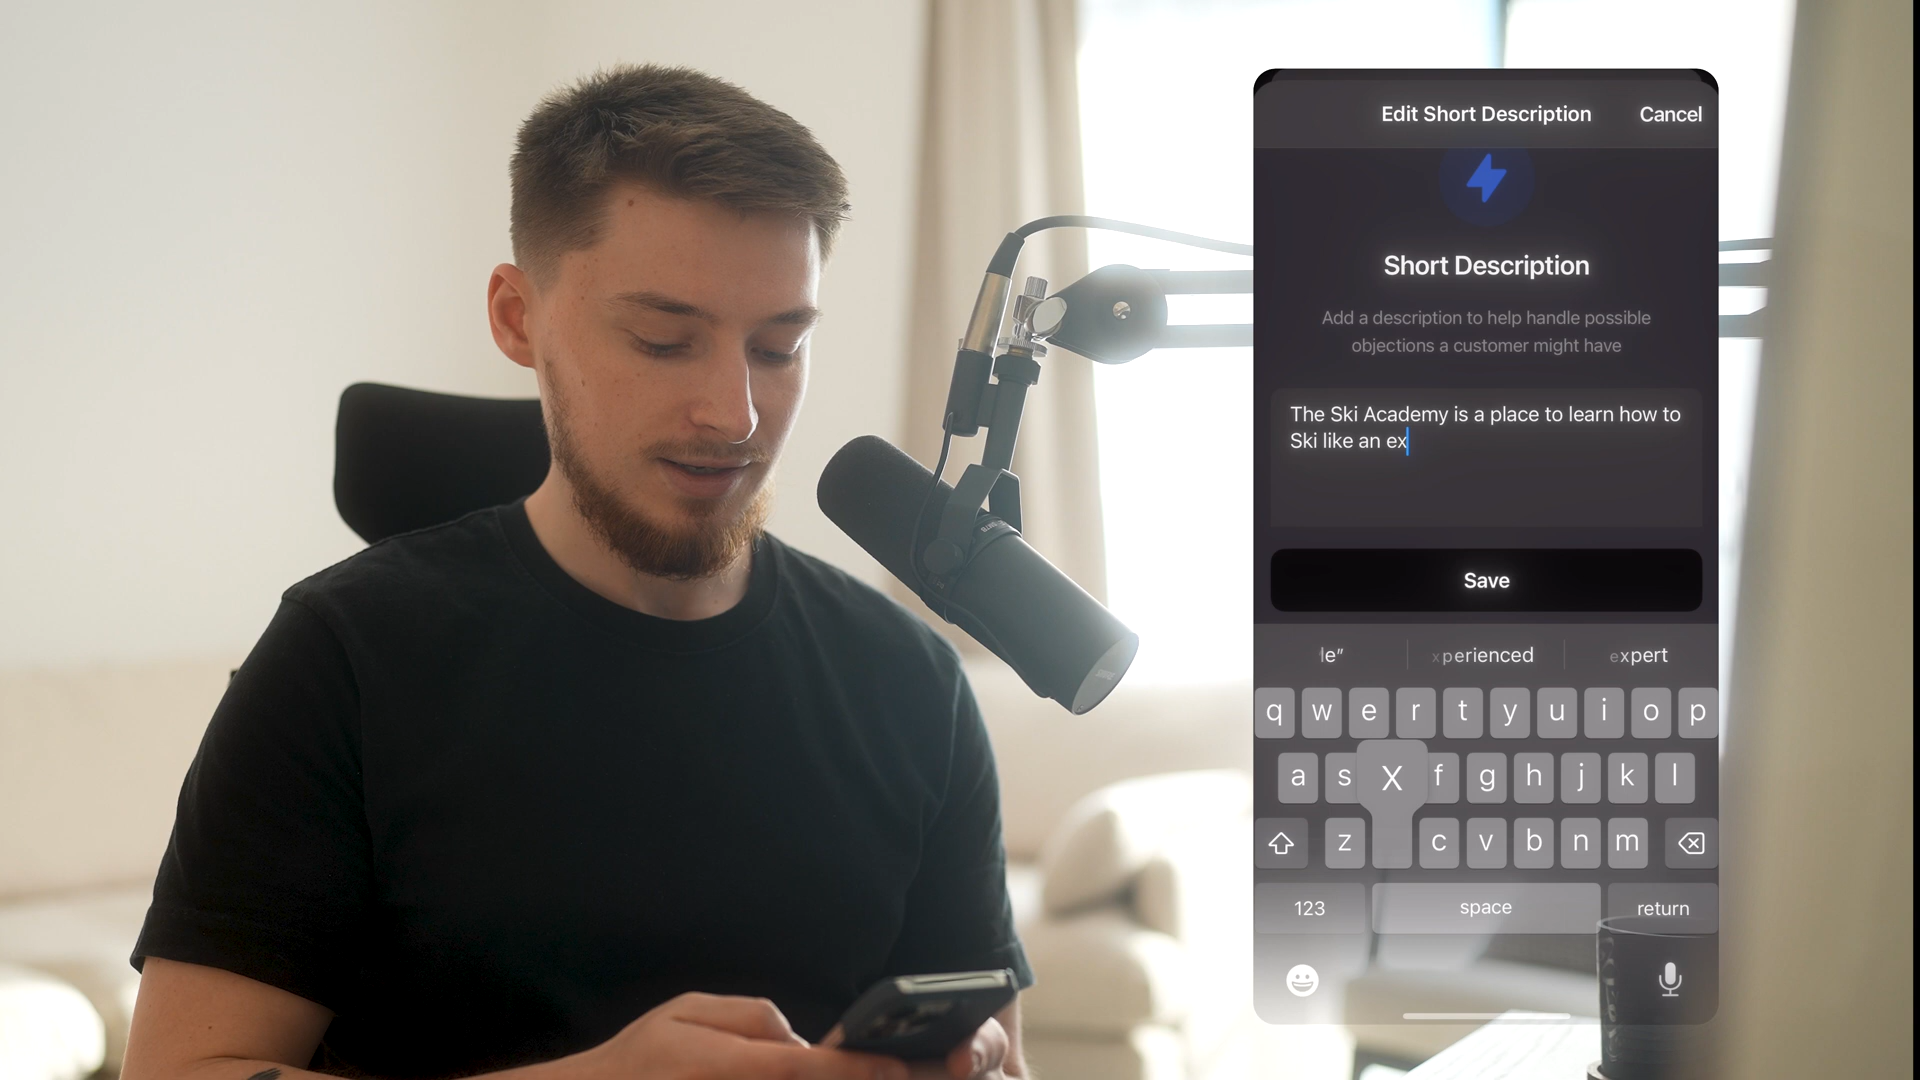 Edit Short Description Cancel
Short Description
Add a description to help handle possible
objections a customer might have
The Ski Academy is a place to learn how to
Ski like an ex
Save
le” xperienced expert
q w e r t y u i o p
a s X f g h j k l
z c v b n m
123 space return